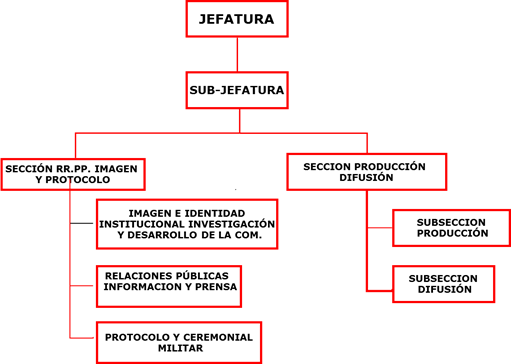 JEFATURA
SUB-JEFATURA
SECCIÓN RR.PP. IMAGEN
Y PROTOCOLO
IMAGEN E IDENTIDAD
INSTITUCIONAL INVESTIGACIÓN
Y DESARROLLO DE LA COM.
RELACIONES PÚBLICAS
INFORMACION Y PRENSA
PROTOCOLO Y CEREMONIAL
MILITAR
SECCION PRODUCCIÓN
DIFUSIÓN
SUBSECCION
PRODUCCIÓN
SUBSECCION
DIFUSIÓN